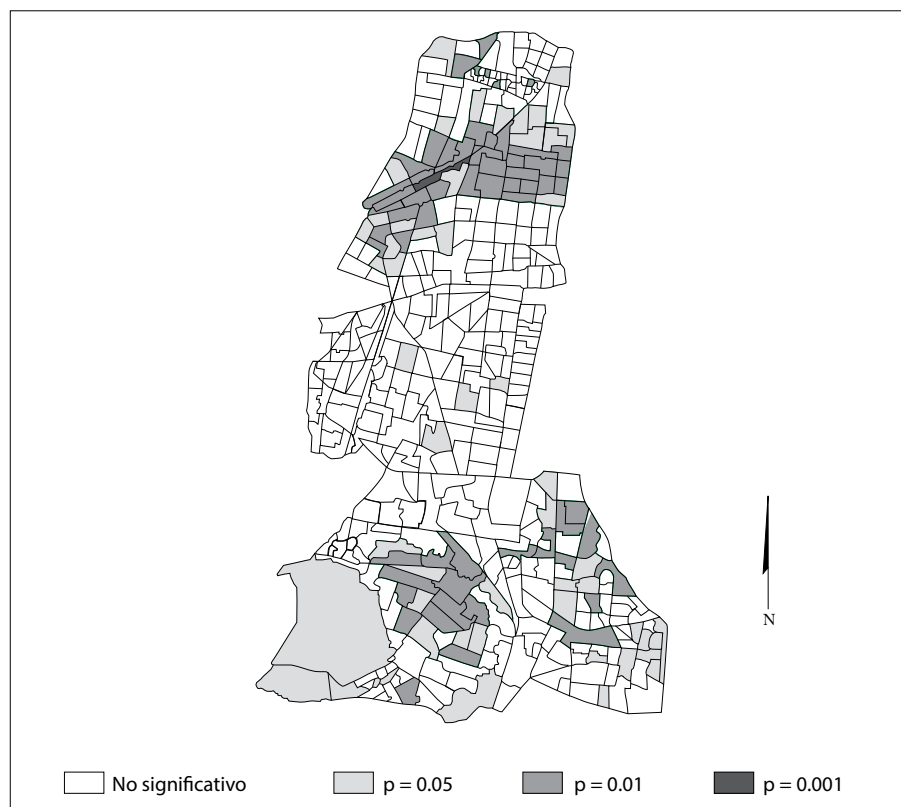 N
No significativo p = 0.05 p = 0.01 p = 0.001